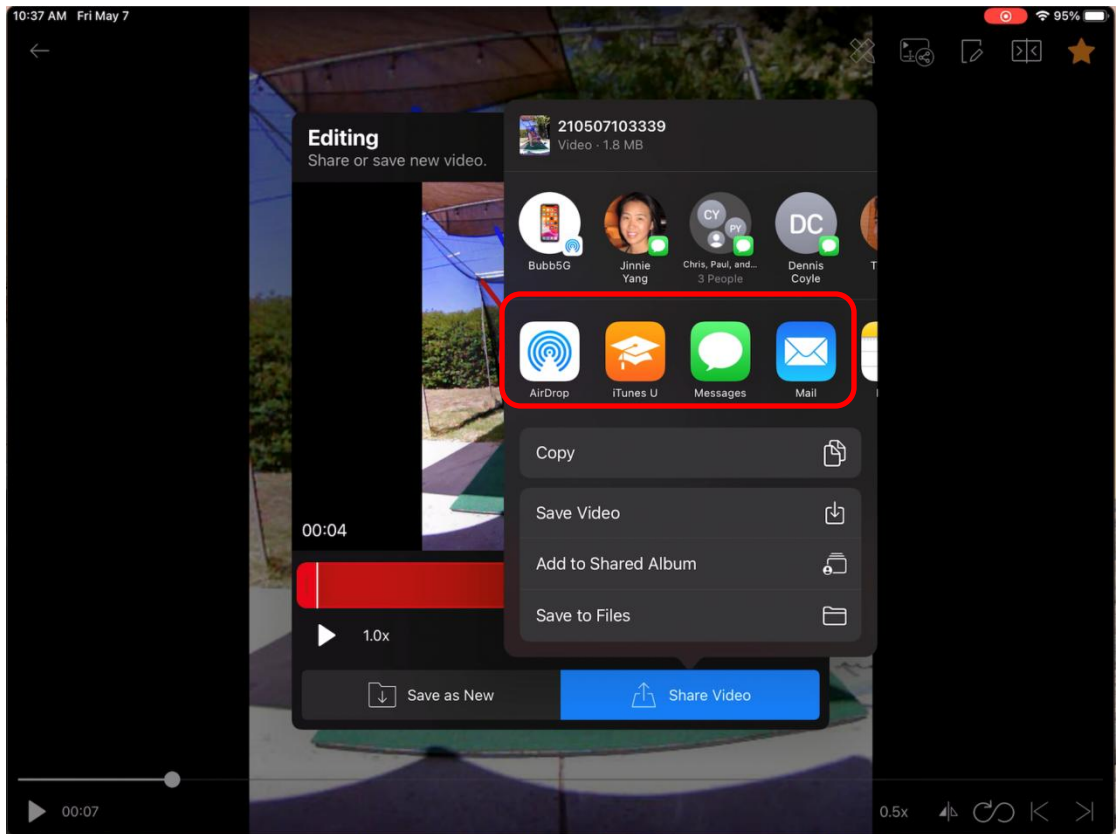 10:37 AM Fri May 7
95%
Editing
Share or save new video.
210507103339
Video · 1.8 MB
CY
PY
DC
Bubb5G
Jinnie
Yang
Chris, Paul, and...
3 People
Dennis
Coyle
T
AirDrop
iTunes U
Messages
Mail
Copy
Save Video
Add to Shared Album
Save to Files
00:04
1.0x
Save as New
Share Video
00:07
0.5x